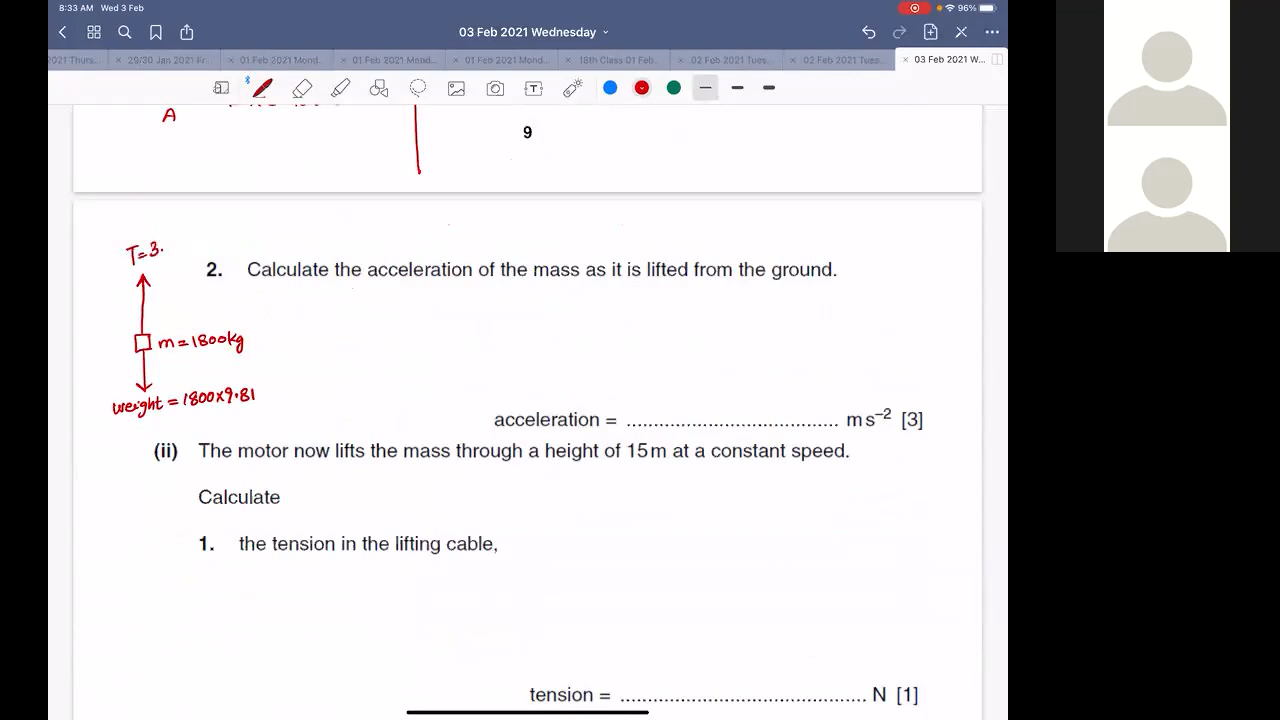 8:33 AM Wed 3 Feb
96%
03 Feb 2021 Wednesday
2021 Thurs... × 29/30 Jan 2021 Fr... × 01 Feb 2021 Mond... × 01 Feb 2021 Mond... × 01 Feb 2021 Mond... × 18th Class 01 Feb... × 02 Feb 2021 Tues... × 02 Feb 2021 Tues... × 03 Feb 2021 W...
A
9
T=3.
2. Calculate the acceleration of the mass as it is lifted from the ground.
m=1800kg
weight = 1800×9.81
acceleration = ....................................... m s⁻² [3]
(ii) The motor now lifts the mass through a height of 15 m at a constant speed.
Calculate
1. the tension in the lifting cable,
tension = ............................................. N [1]